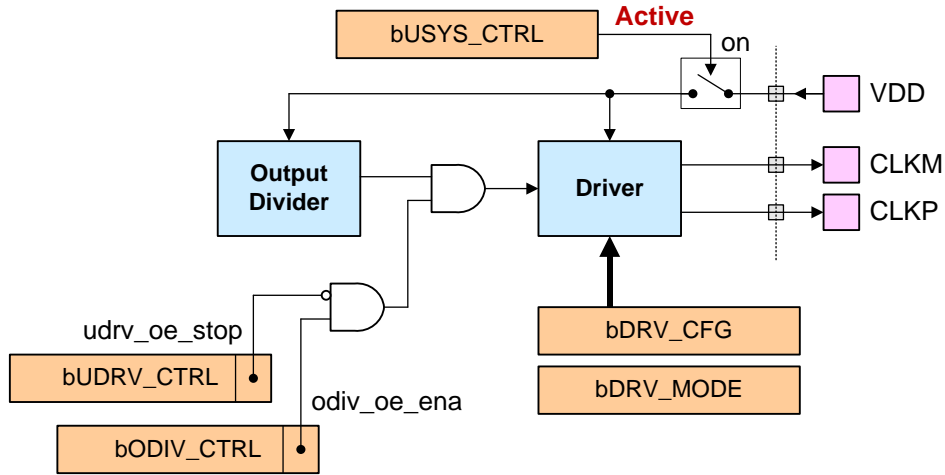 Active
bUSYS_CTRL
on
VDD
Output
Divider
Driver
CLKM
CLKP
udrv_oe_stop
bDRV_CFG
bUDRV_CTRL
bDRV_MODE
odiv_oe_ena
bODIV_CTRL